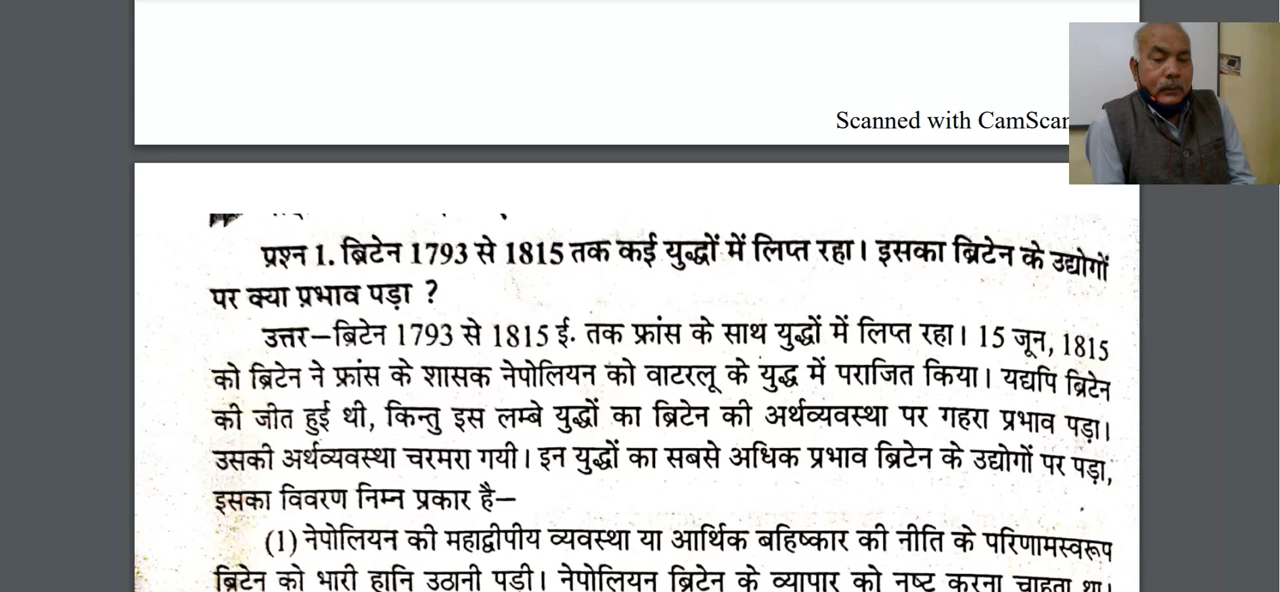 Scanned with CamScan
प्रश्न 1. ब्रिटेन 1793 से 1815 तक कई युद्धों में लिप्त रहा। इसका ब्रिटेन के उद्योगों
पर क्या प्रभाव पड़ा ?
उत्तर–ब्रिटेन 1793 से 1815 ई. तक फ्रांस के साथ युद्धों में लिप्त रहा। 15 जून, 1815
को ब्रिटेन ने फ्रांस के शासक नेपोलियन को वाटरलू के युद्ध में पराजित किया। यद्यपि ब्रिटेन
की जीत हुई थी, किन्तु इस लम्बे युद्धों का ब्रिटेन की अर्थव्यवस्था पर गहरा प्रभाव पड़ा।
उसकी अर्थव्यवस्था चरमरा गयी। इन युद्धों का सबसे अधिक प्रभाव ब्रिटेन के उद्योगों पर पड़ा,
इसका विवरण निम्न प्रकार है–
(1) नेपोलियन की महाद्वीपीय व्यवस्था या आर्थिक बहिष्कार की नीति के परिणामस्वरूप
ब्रिटेन को भारी हानि उठानी पड़ी। नेपोलियन ब्रिटेन के व्यापार को नष्ट करना चाहता था।